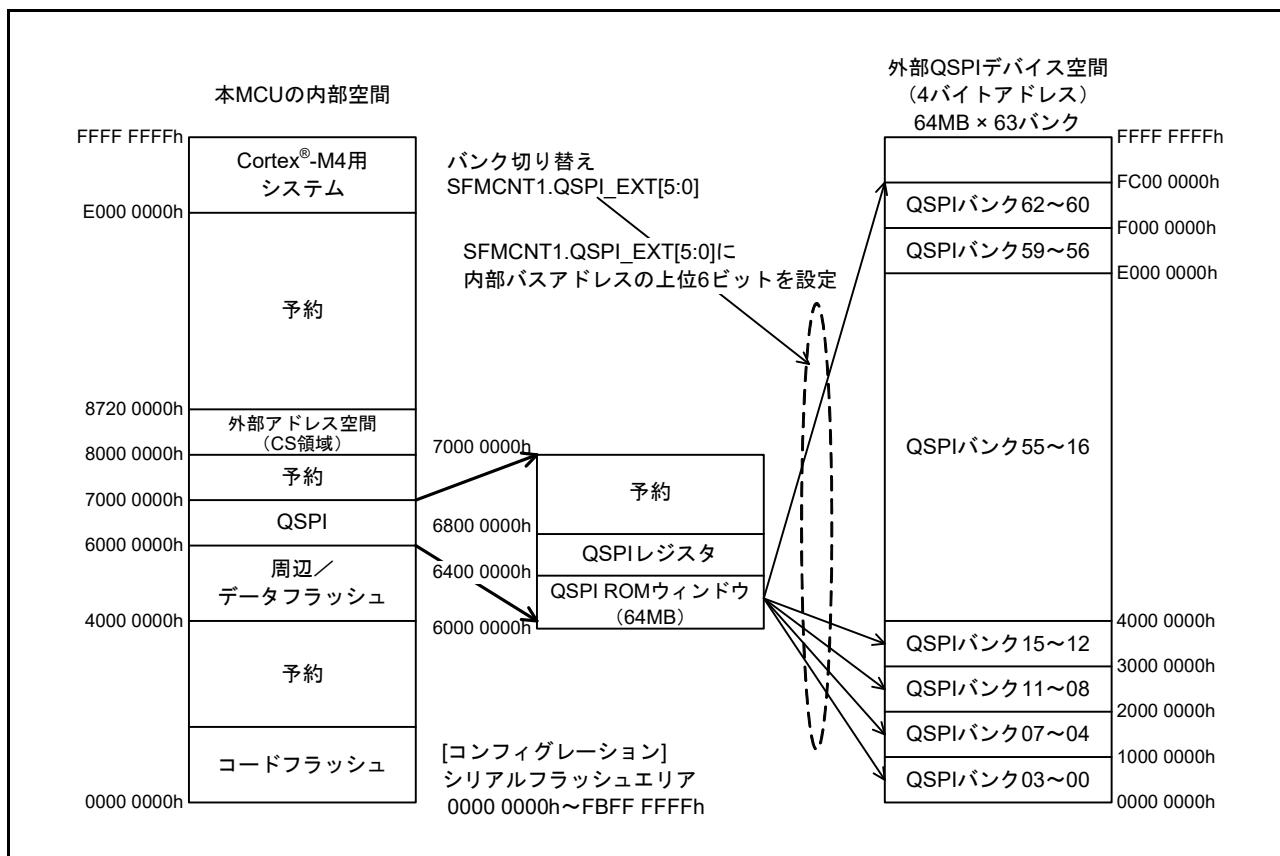 本MCUの内部空間
FFFF FFFFh
Cortex®-M4用
システム
E000 0000h
予約
8720 0000h
外部アドレス空間
（CS領域）
8000 0000h
予約
7000 0000h
QSPI
6000 0000h
周辺／
データフラッシュ
4000 0000h
予約
コードフラッシュ
0000 0000h
バンク切り替え
SFMCNT1.QSPI_EXT[5:0]
SFMCNT1.QSPI_EXT[5:0]に
内部バスアドレスの上位6ビットを設定
7000 0000h
予約
6800 0000h
QSPIレジスタ
6400 0000h
QSPI ROMウィンドウ
（64MB）
6000 0000h
[コンフィグレーション]
シリアルフラッシュエリア
0000 0000h～FBFF FFFFh
外部QSPIデバイス空間
（4バイトアドレス）
64MB × 63バンク
FFFF FFFFh
FC00 0000h
QSPIバンク62～60
F000 0000h
QSPIバンク59～56
E000 0000h
QSPIバンク55～16
4000 0000h
QSPIバンク15～12
3000 0000h
QSPIバンク11～08
2000 0000h
QSPIバンク07～04
1000 0000h
QSPIバンク03～00
0000 0000h